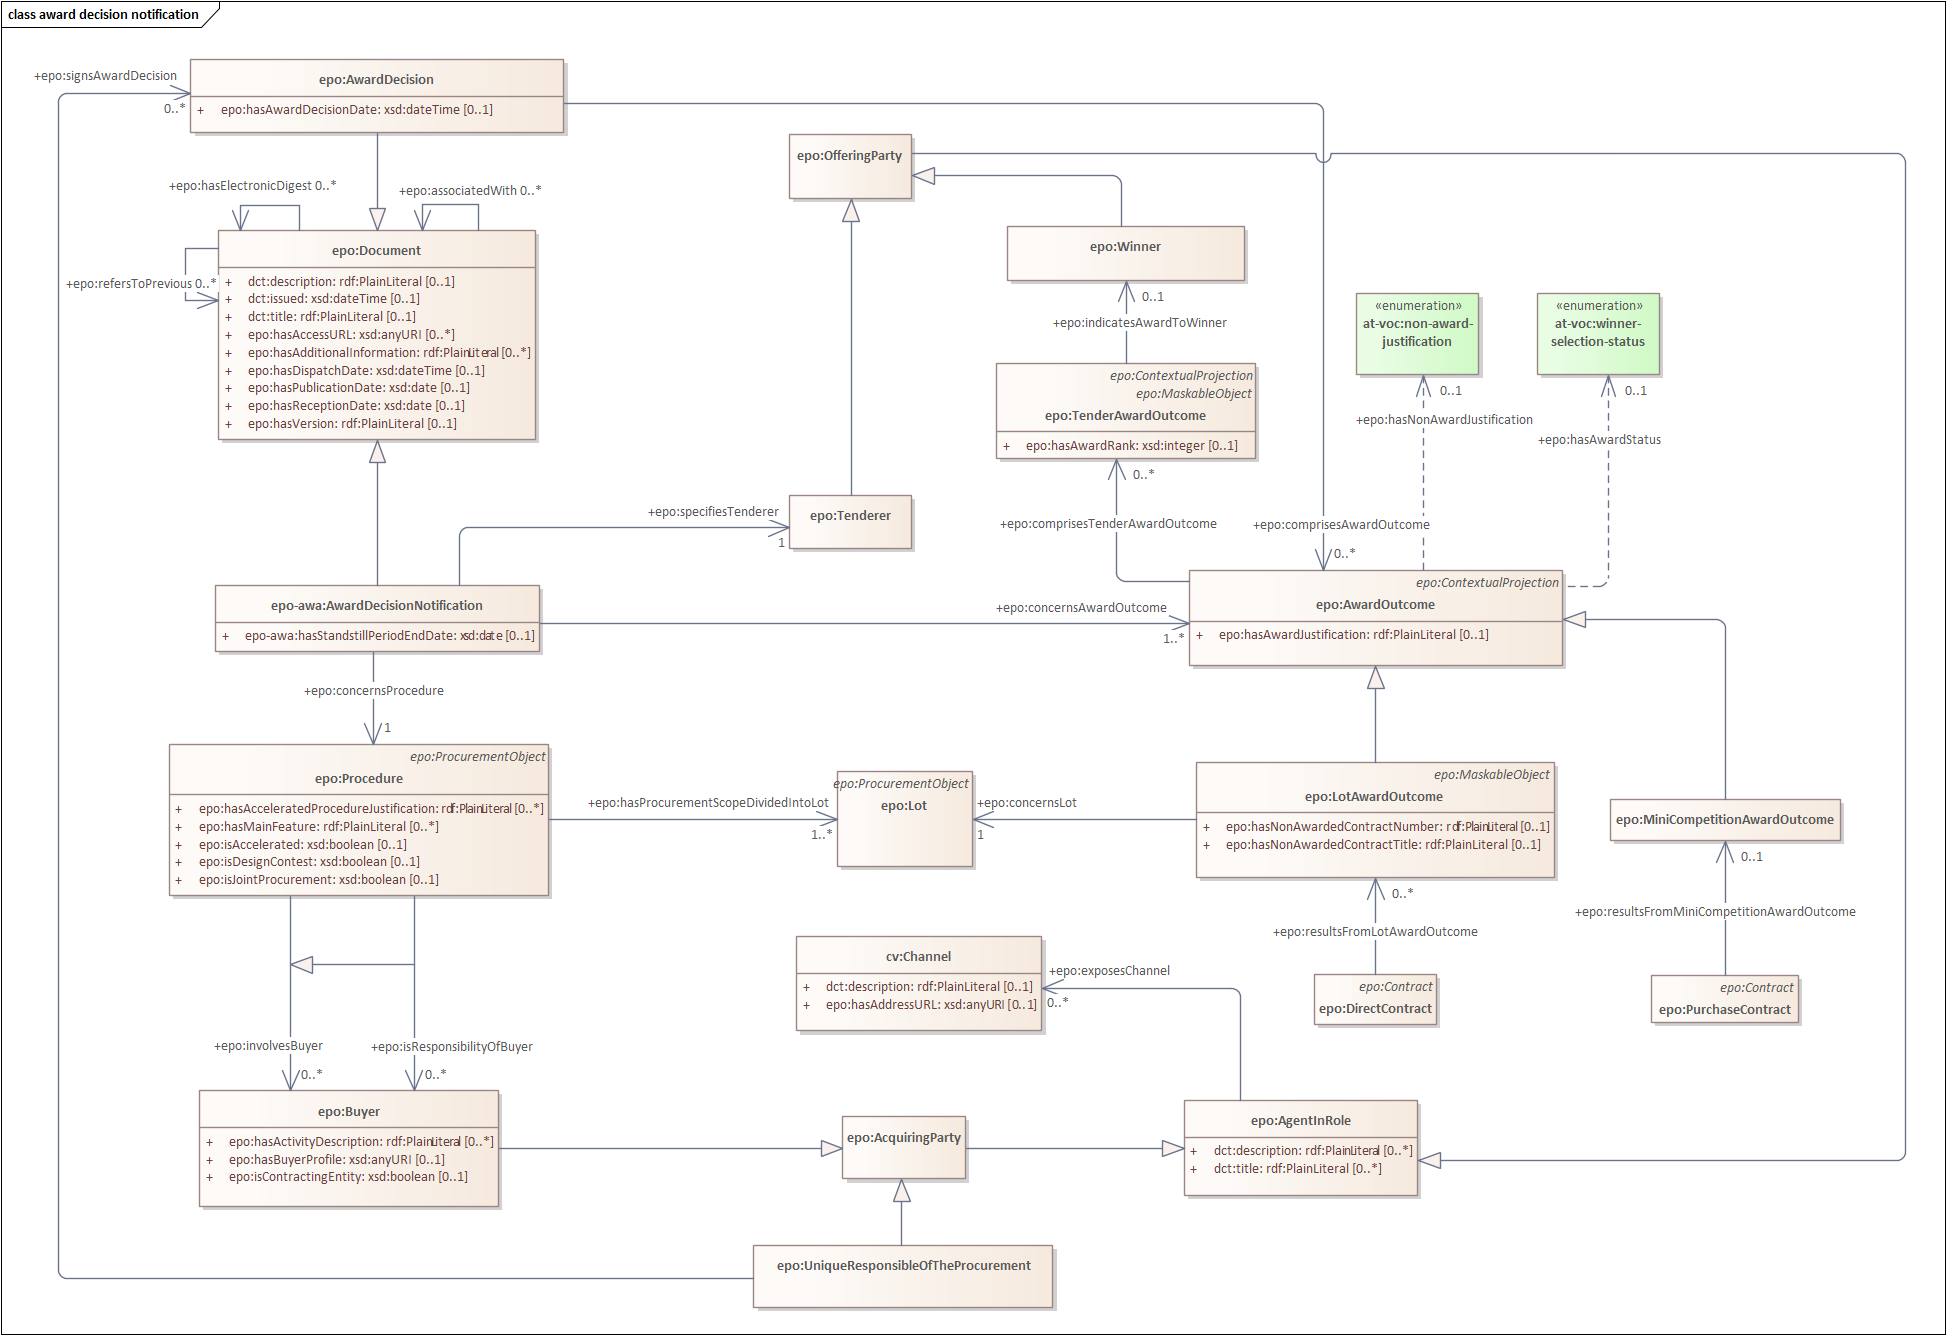 class award decision notification
+epo:signsAwardDecision
0..*
epo:AwardDecision
+ epo:hasAwardDecisionDate: xsd:dateTime [0..1]
epo:OfferingParty
+epo:hasElectronicDigest 0..*
+epo:associatedWith 0..*
+epo:refersToPrevious 0..*
epo:Document
+ dct:description: rdf:PlainLiteral [0..1]
+ dct:issued: xsd:dateTime [0..1]
+ dct:title: rdf:PlainLiteral [0..1]
+ epo:hasAccessURL: xsd:anyURI [0..*]
+ epo:hasAdditionalInformation: rdf:PlainLiteral [0..*]
+ epo:hasDispatchDate: xsd:dateTime [0..1]
+ epo:hasPublicationDate: xsd:date [0..1]
+ epo:hasReceptionDate: xsd:date [0..1]
+ epo:hasVersion: rdf:PlainLiteral [0..1]
epo:Winner
0..1
+epo:indicatesAwardToWinner
«enumeration»
at-voc:non-award-
justification
«enumeration»
at-voc:winner-
selection-status
epo:ContextualProjection
epo:MaskableObject
epo:TenderAwardOutcome
+ epo:hasAwardRank: xsd:integer [0..1]
0..1
+epo:hasNonAwardJustification
0..1
+epo:hasAwardStatus
0..*
+epo:comprisesTenderAwardOutcome
+epo:comprisesAwardOutcome
0..*
+epo:specifiesTenderer
1
epo:Tenderer
epo:ContextualProjection
epo:AwardOutcome
+ epo:hasAwardJustification: rdf:PlainLiteral [0..1]
epo-awa:AwardDecisionNotification
+ epo-awa:hasStandstillPeriodEndDate: xsd:date [0..1]
+epo:concernsAwardOutcome
1..*
+epo:concernsProcedure
1
epo:ProcurementObject
epo:Procedure
+ epo:hasAcceleratedProcedureJustification: rdf:PlainLiteral [0..*]
+ epo:hasMainFeature: rdf:PlainLiteral [0..*]
+ epo:isAccelerated: xsd:boolean [0..1]
+ epo:isDesignContest: xsd:boolean [0..1]
+ epo:isJointProcurement: xsd:boolean [0..1]
+epo:hasProcurementScopeDividedIntoLot
1..*
epo:ProcurementObject
epo:Lot
+epo:concernsLot
1
epo:MaskableObject
epo:LotAwardOutcome
+ epo:hasNonAwardedContractNumber: rdf:PlainLiteral [0..1]
+ epo:hasNonAwardedContractTitle: rdf:PlainLiteral [0..1]
epo:MiniCompetitionAwardOutcome
0..1
+epo:resultsFromMiniCompetitionAwardOutcome
0..*
+epo:resultsFromLotAwardOutcome
epo:Contract
epo:DirectContract
epo:Contract
epo:PurchaseContract
cv:Channel
+ dct:description: rdf:PlainLiteral [0..1]
+ epo:hasAddressURL: xsd:anyURI [0..1]
+epo:exposesChannel
0..*
+epo:involvesBuyer
0..*
+epo:isResponsibilityOfBuyer
0..*
epo:Buyer
+ epo:hasActivityDescription: rdf:PlainLiteral [0..*]
+ epo:hasBuyerProfile: xsd:anyURI [0..1]
+ epo:isContractingEntity: xsd:boolean [0..1]
epo:AcquiringParty
epo:AgentInRole
+ dct:description: rdf:PlainLiteral [0..*]
+ dct:title: rdf:PlainLiteral [0..*]
epo:UniqueResponsibleOfTheProcurement